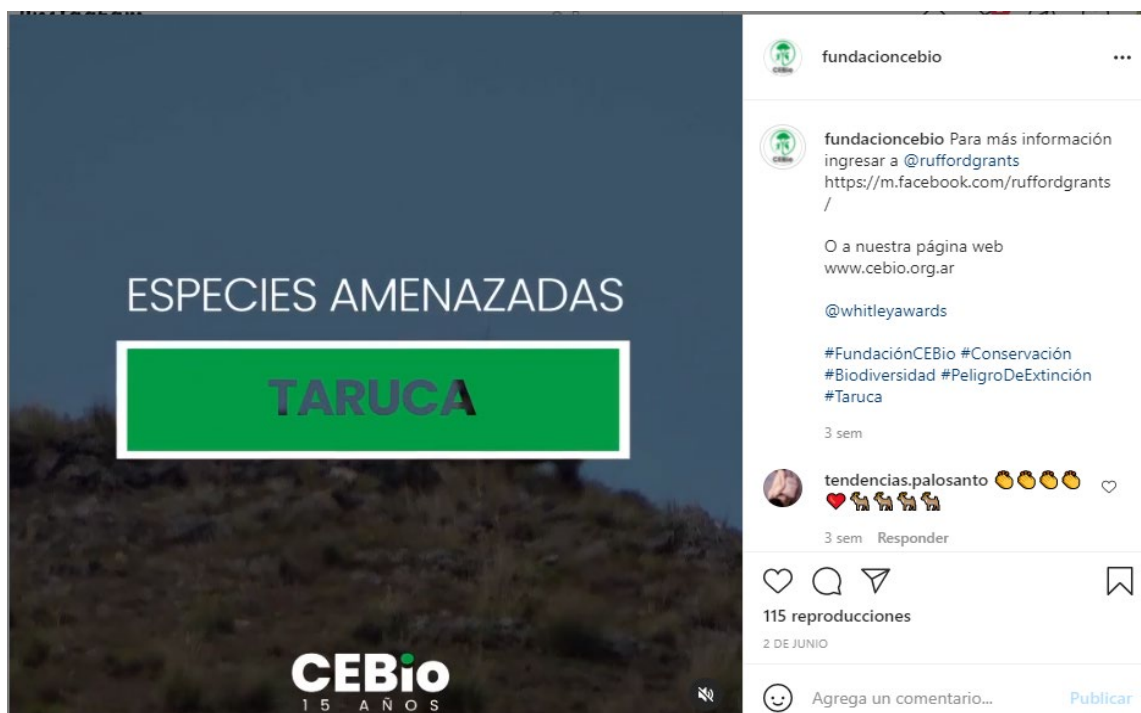 ESPECIES AMENAZADAS
TARUCA
CEBio
15 AÑOS
fundacioncebio
fundacioncebio Para más información
ingresar a @ruffordgrants
https://m.facebook.com/ruffordgrants
/
O a nuestra página web
www.cebio.org.ar
@whitleyawards
#FundaciónCEBio #Conservación
#Biodiversidad #PeligroDeExtinción
#Taruca
3 sem
tendencias.palosanto 👏👏👏👏
❤️🐐🐐🐐🐐
3 sem Responder
115 reproducciones
2 DE JUNIO
Agrega un comentario... Publicar